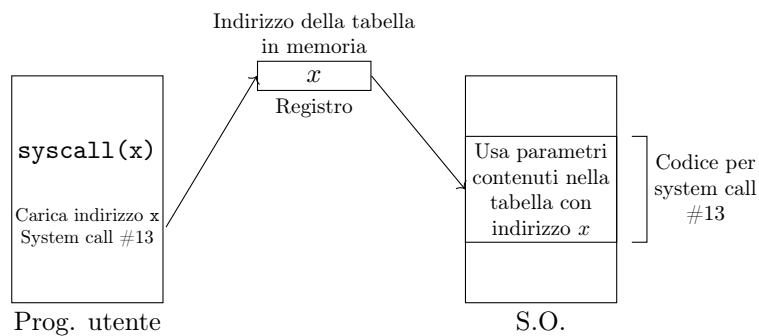 Indirizzo della tabella
in memoria
x
Registro
syscall(x)
Carica indirizzo x
System call #13
Prog. utente
Usa parametri
contenuti nella
tabella con
indirizzo x
S.O.
Codice per
system call
#13